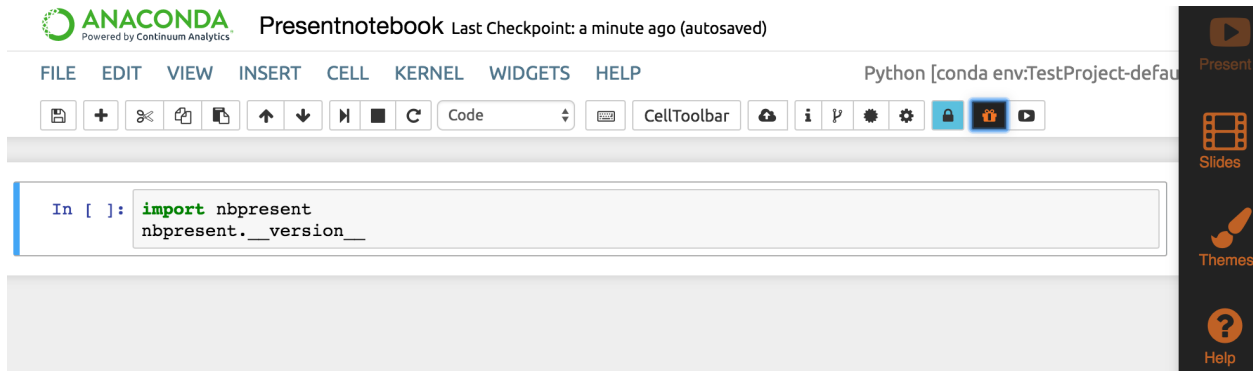 ANACONDA
Powered by Continuum Analytics
Presentnotebook Last Checkpoint: a minute ago (autosaved)
FILE EDIT VIEW INSERT CELL KERNEL WIDGETS HELP
Python [conda env:TestProject-defau
Code
CellToolbar
In [ ]: import nbpresent
nbpresent.__version__
Present
Slides
Themes
Help